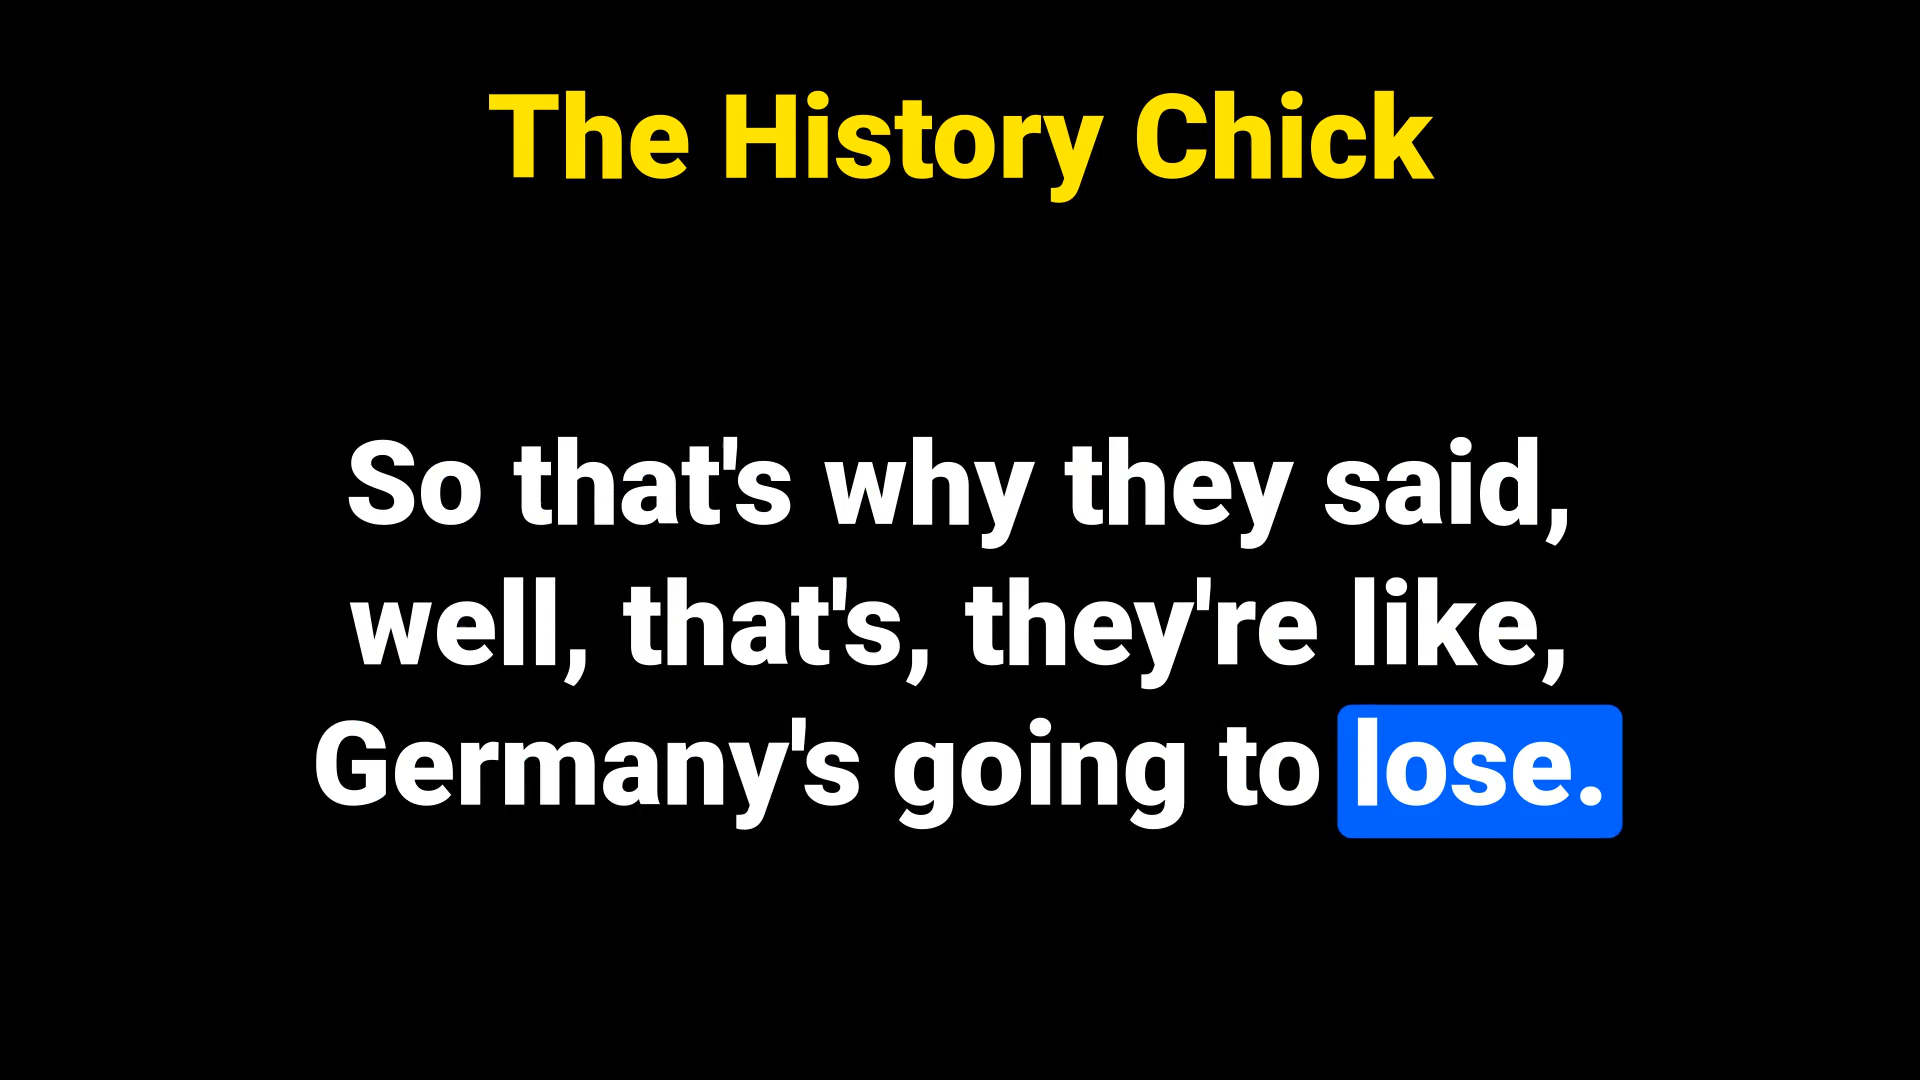 The History Chick
So that's why they said,
well, that's, they're like,
Germany's going to lose.